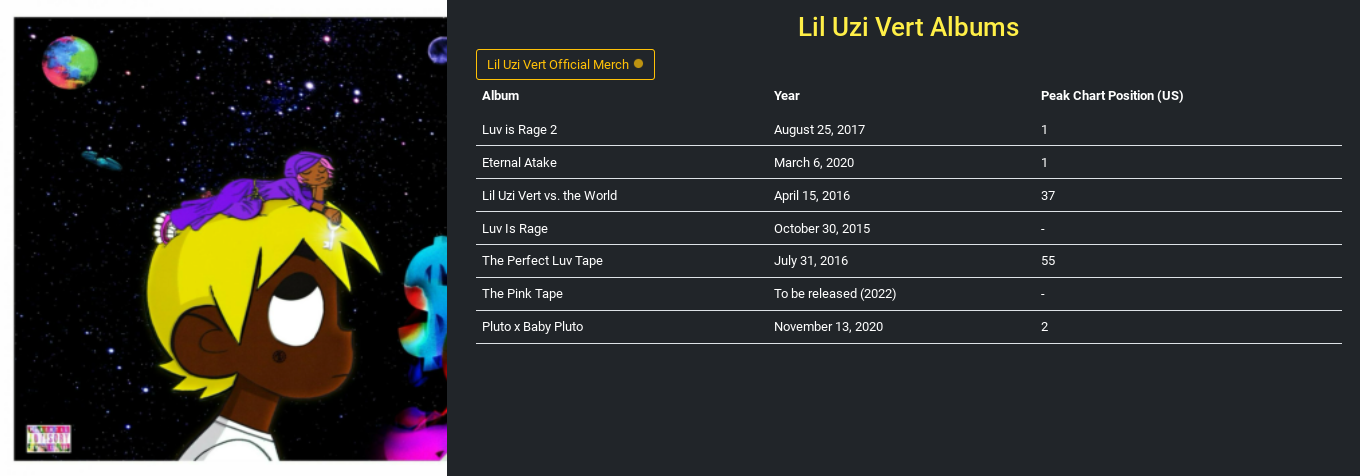 Lil Uzi Vert Albums
Lil Uzi Vert Official Merch
Album Year Peak Chart Position (US)
Luv is Rage 2 August 25, 2017 1
Eternal Atake March 6, 2020 1
Lil Uzi Vert vs. the World April 15, 2016 37
Luv Is Rage October 30, 2015 -
The Perfect Luv Tape July 31, 2016 55
The Pink Tape To be released (2022) -
Pluto x Baby Pluto November 13, 2020 2